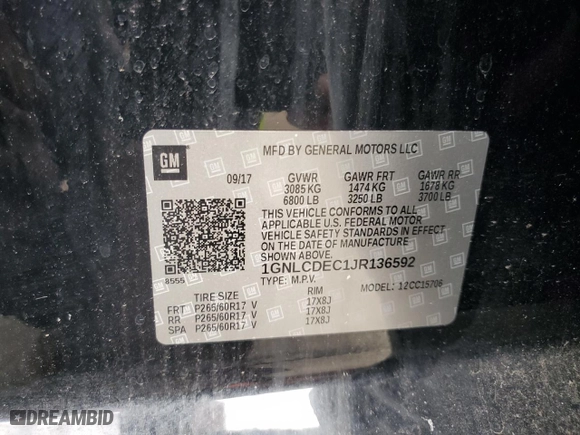 GM
MFD BY GENERAL MOTORS LLC
09/17 GVWR GAWR FRT GAWR RR
3085 KG 1474 KG 1678 KG
6800 LB 3250 LB 3700 LB
THIS VEHICLE CONFORMS TO ALL
APPLICABLE U.S. FEDERAL MOTOR
VEHICLE SAFETY STANDARDS IN EFFECT
ON THE DATE OF MANUFACTURE
SHOWN ABOVE.
8555 1GNLCDEC1JR136592
TYPE: M.P.V. MODEL: 12CC15706
TIRE SIZE RIM
FRT P265/60R17 V 17X8J
RR P265/60R17 V 17X8J
SPA P265/60R17 V 17X8J
DREAMBID